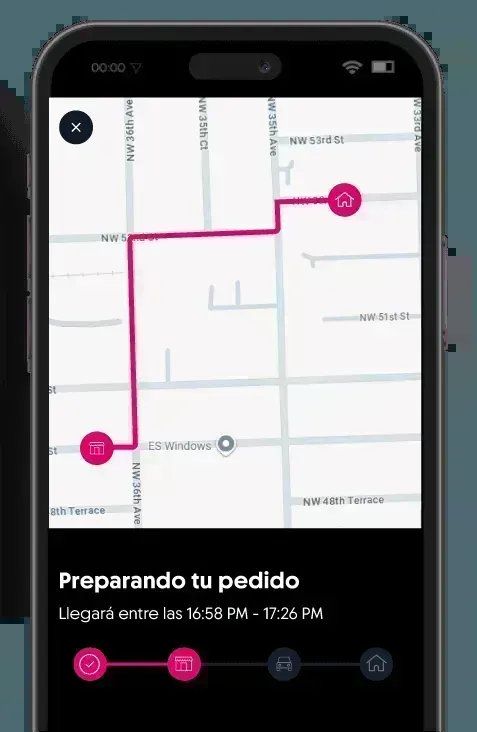 00:00
NW 36th Ave
NW 35th Ct
NW 35th Ave
NW 33rd Ave
NW 53rd St
NW 51st St
St
ES Windows
St
NW 36th Ave
NW 48th Terrace
8th Terrace
Preparando tu pedido
Llegará entre las 16:58 PM - 17:26 PM